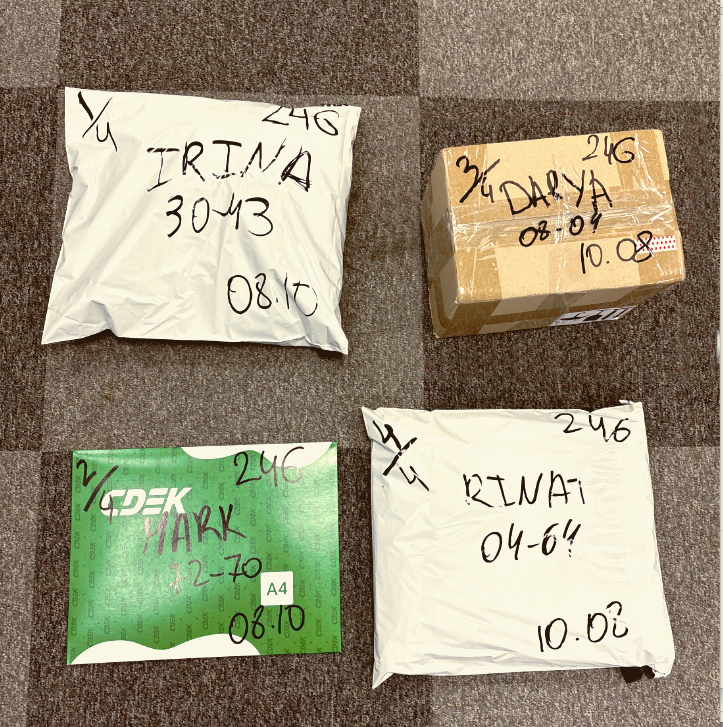 1/4 246
IRINA
30-43
08.10
3/4 246
DARYA
08-04
10.08
2/4 246
CDEK
MARK
12-70
A4
08.10
4/4 246
RINAT
04-64
10.08